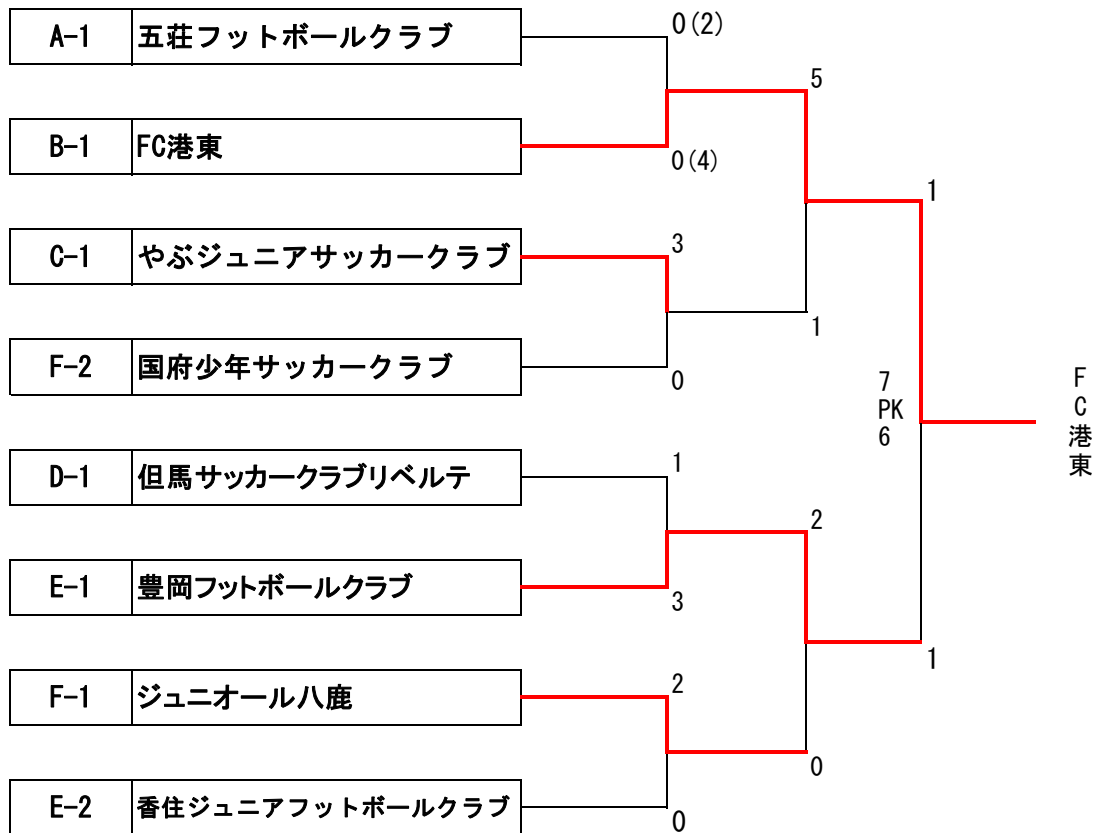 A-1 五荘フットボールクラブ
0(2)
5
B-1 FC港東
0(4)
1
C-1 やぶジュニアサッカークラブ
3
1
F-2 国府少年サッカークラブ
0
7
PK
6
FC港東
D-1 但馬サッカークラブリベルテ
1
2
E-1 豊岡フットボールクラブ
3
1
F-1 ジュニオール八鹿
2
0
E-2 香住ジュニアフットボールクラブ
0